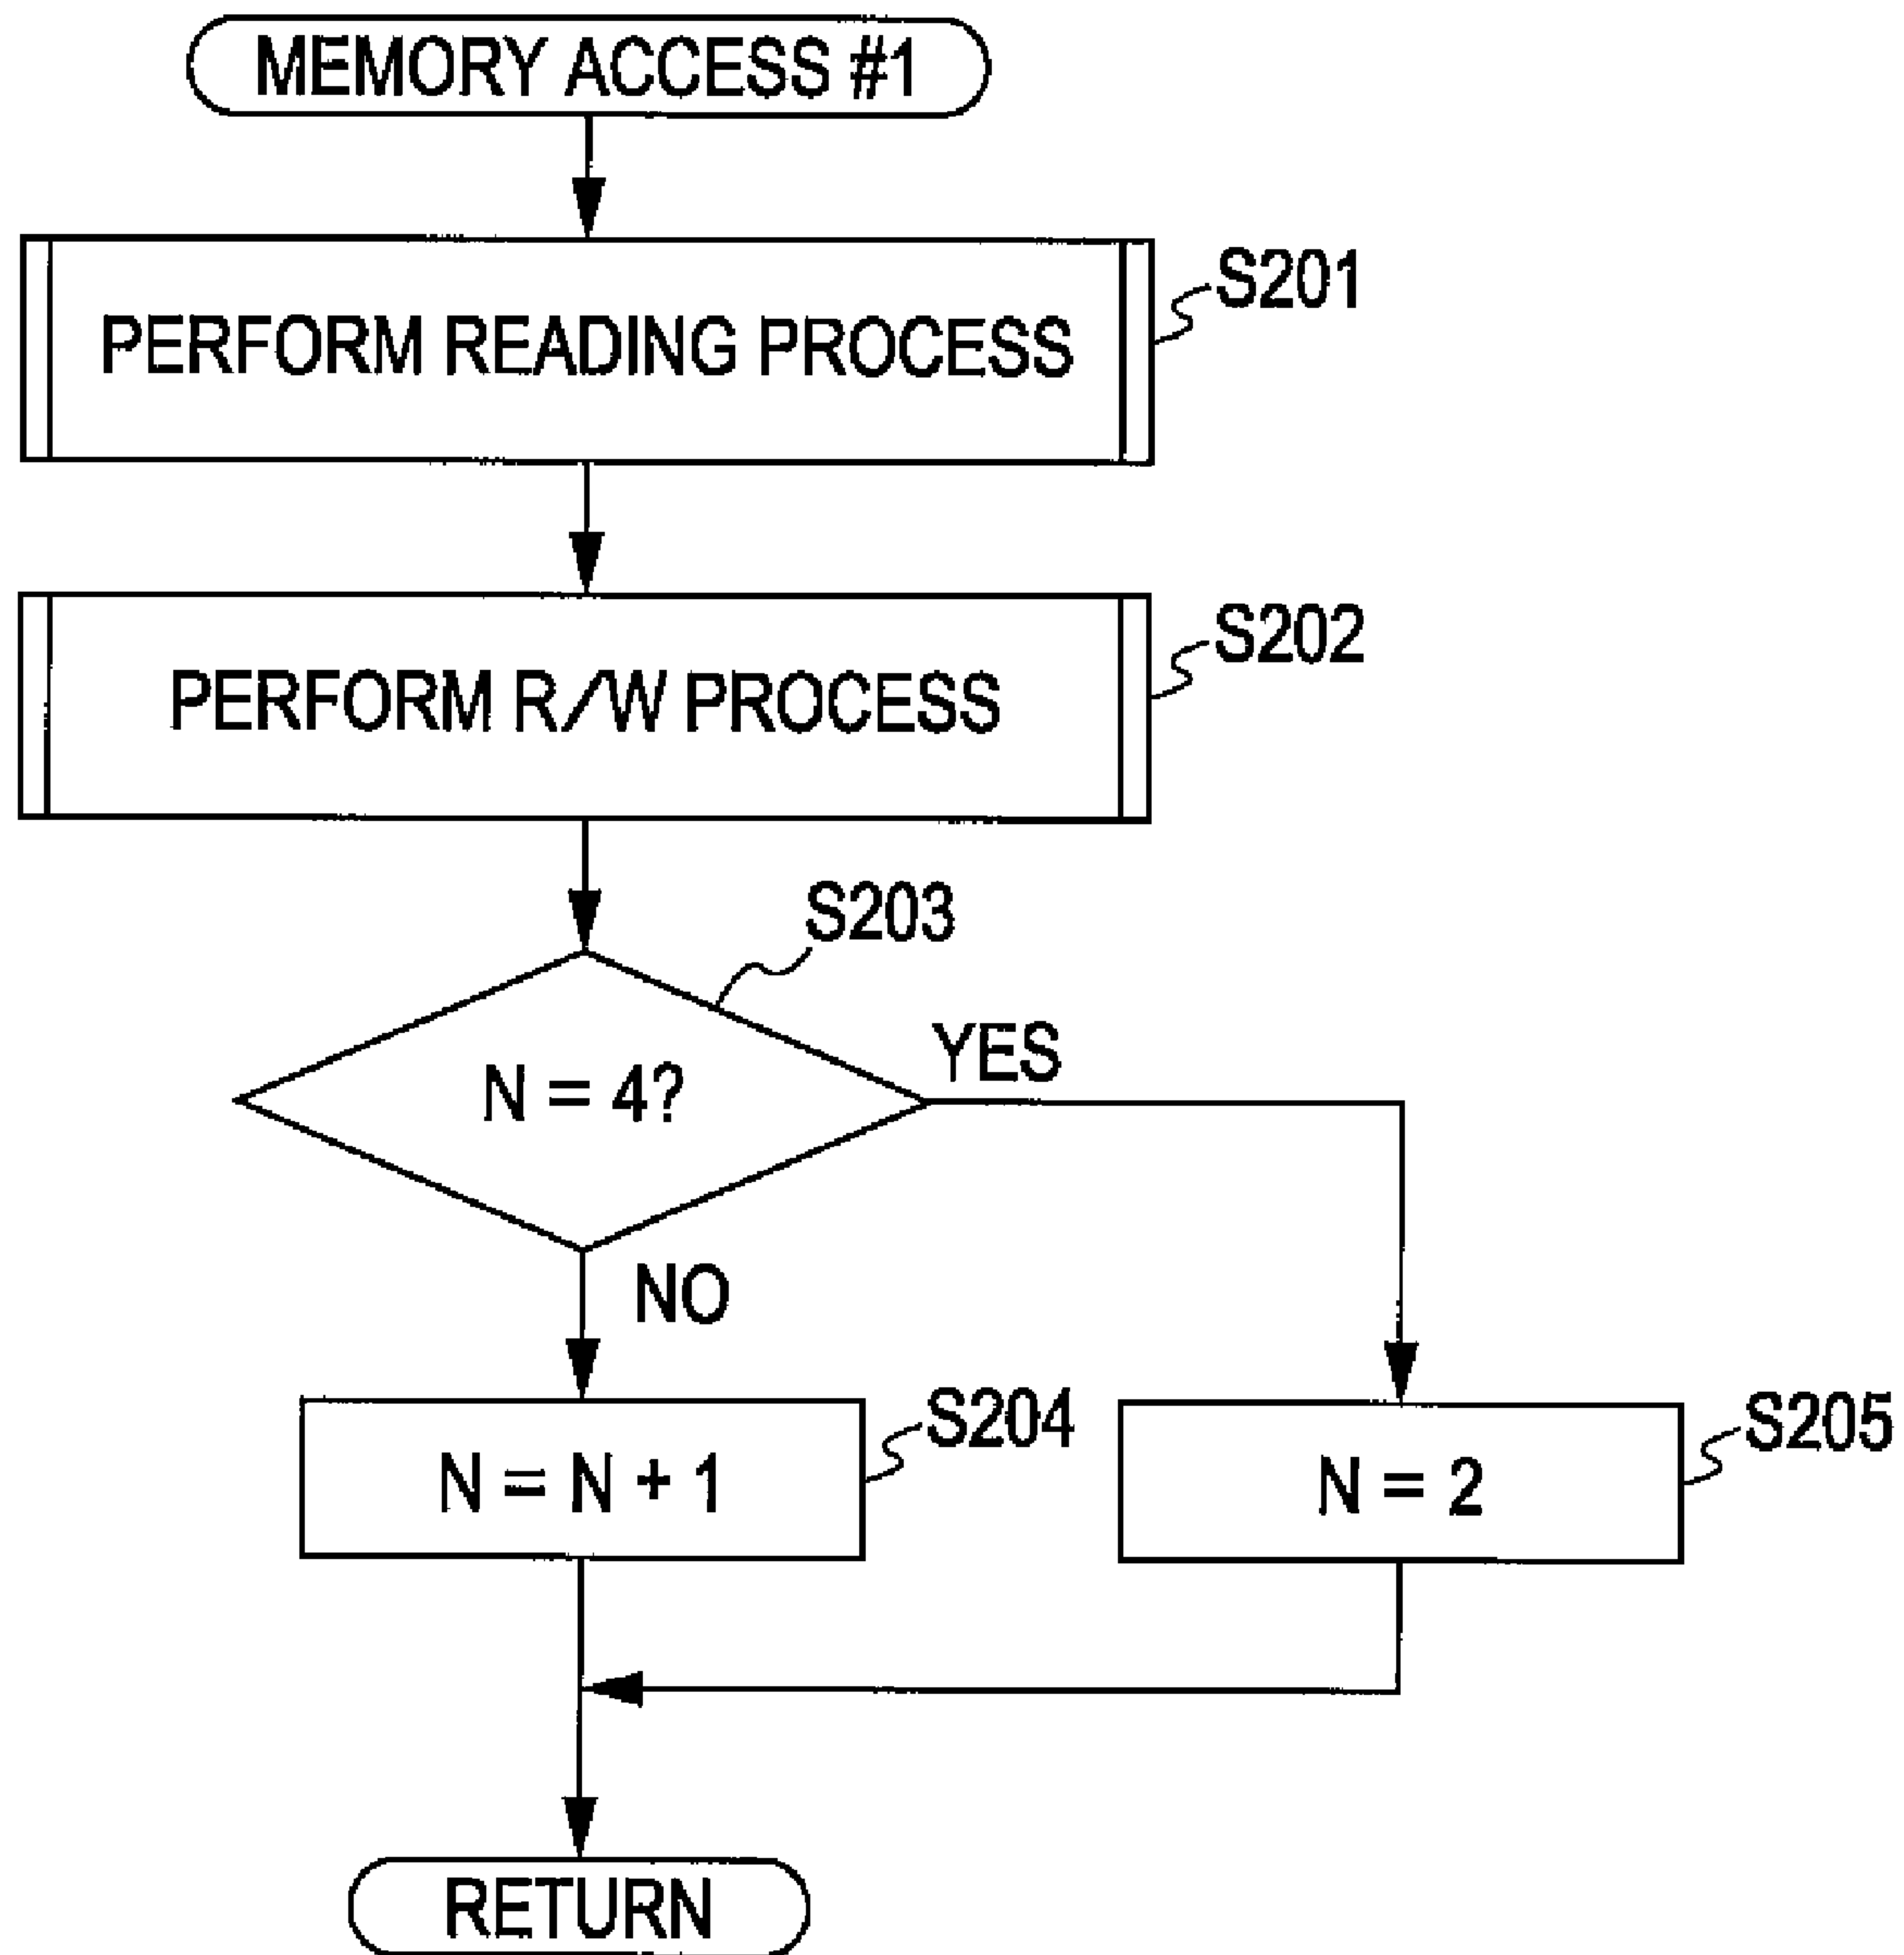 MEMORY ACCESS #1
S201
PERFORM READING PROCESS
S202
PERFORM R/W PROCESS
S203
YES
N = 4?
NO
S204
N = N + 1
S205
N = 2
RETURN